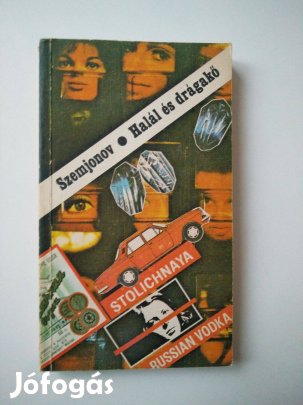 Szemjonov • Halál és drágakő
STOLICHNAYA
RUSSIAN VODKA
Jófogás